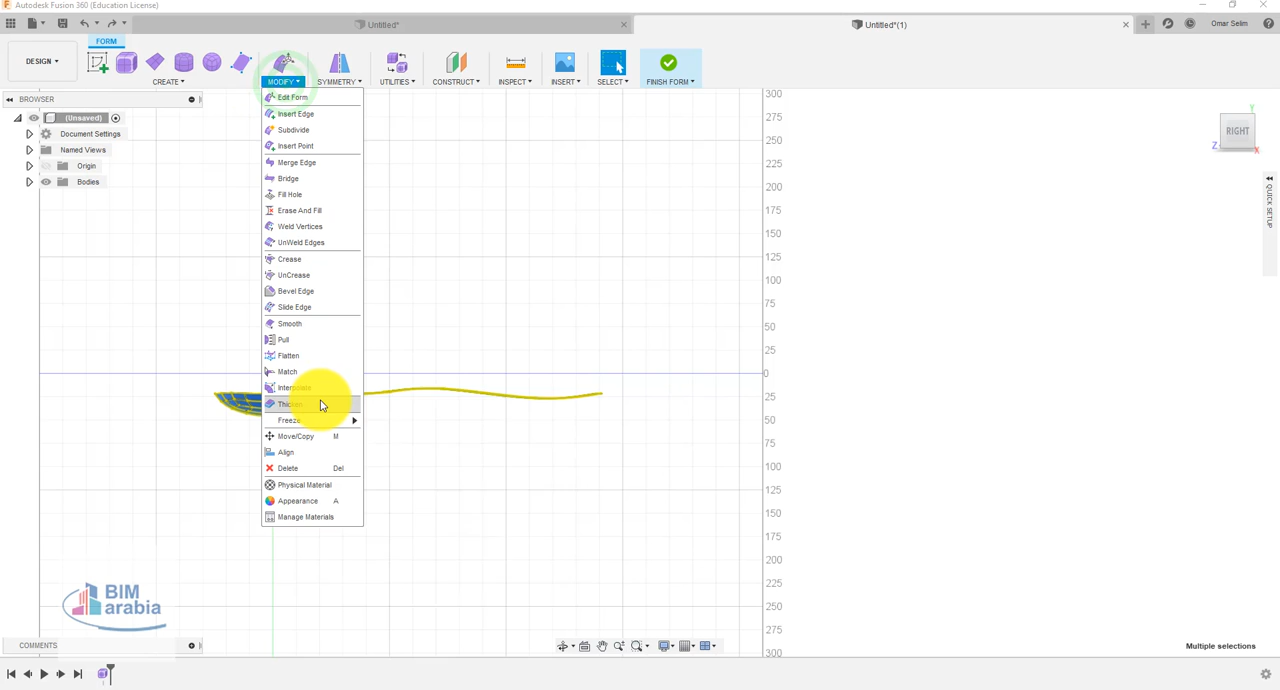 Autodesk Fusion 360 (Education License)
Untitled*
Untitled*(1)
Omar Selim
DESIGN
FORM
CREATE
MODIFY
SYMMETRY
UTILITIES
CONSTRUCT
INSPECT
INSERT
SELECT
FINISH FORM
BROWSER
(Unsaved)
Document Settings
Named Views
Origin
Bodies
Edit Form
Insert Edge
Subdivide
Insert Point
Merge Edge
Bridge
Fill Hole
Erase And Fill
Weld Vertices
UnWeld Edges
Crease
UnCrease
Bevel Edge
Slide Edge
Smooth
Pull
Flatten
Match
Interpolate
Thicken
Freeze
Move/Copy M
Align
Delete Del
Physical Material
Appearance A
Manage Materials
300
275
250
225
200
175
150
125
100
75
50
25
0
25
50
75
100
125
150
175
200
225
250
275
300
Y
RIGHT
Z
X
QUICK SETUP
BIM
arabia
COMMENTS
Multiple selections